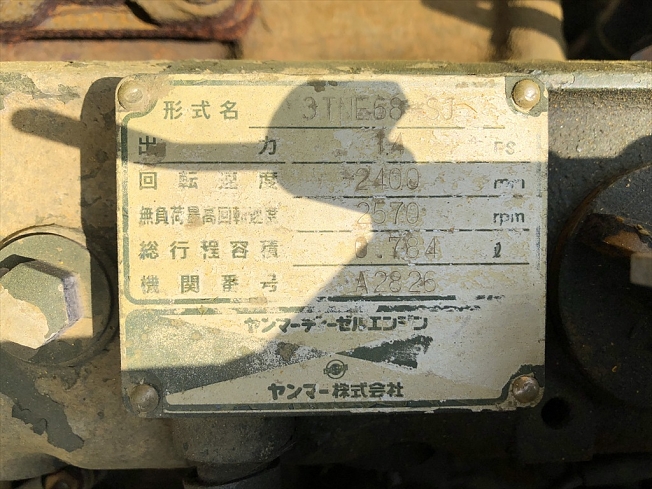 形式名 3TNE68-SJ
出力 14 PS
回転速度 2400 rpm
無負荷最高回転速度 2570 rpm
総行程容積 0.784 ℓ
機関番号 A2826
ヤンマーディーゼルエンジン
ヤンマー株式会社